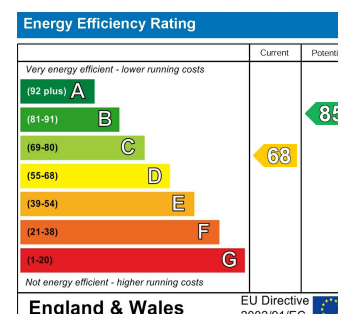 Energy Efficiency Rating
Current
Very energy efficient - lower running costs
(92 plus) A
(81-91) B
85
(69-80) C
68
(55-68) D
(39-54) E
(21-38) F
(1-20) G
Not energy efficient - higher running costs
England & Wales
EU Directive